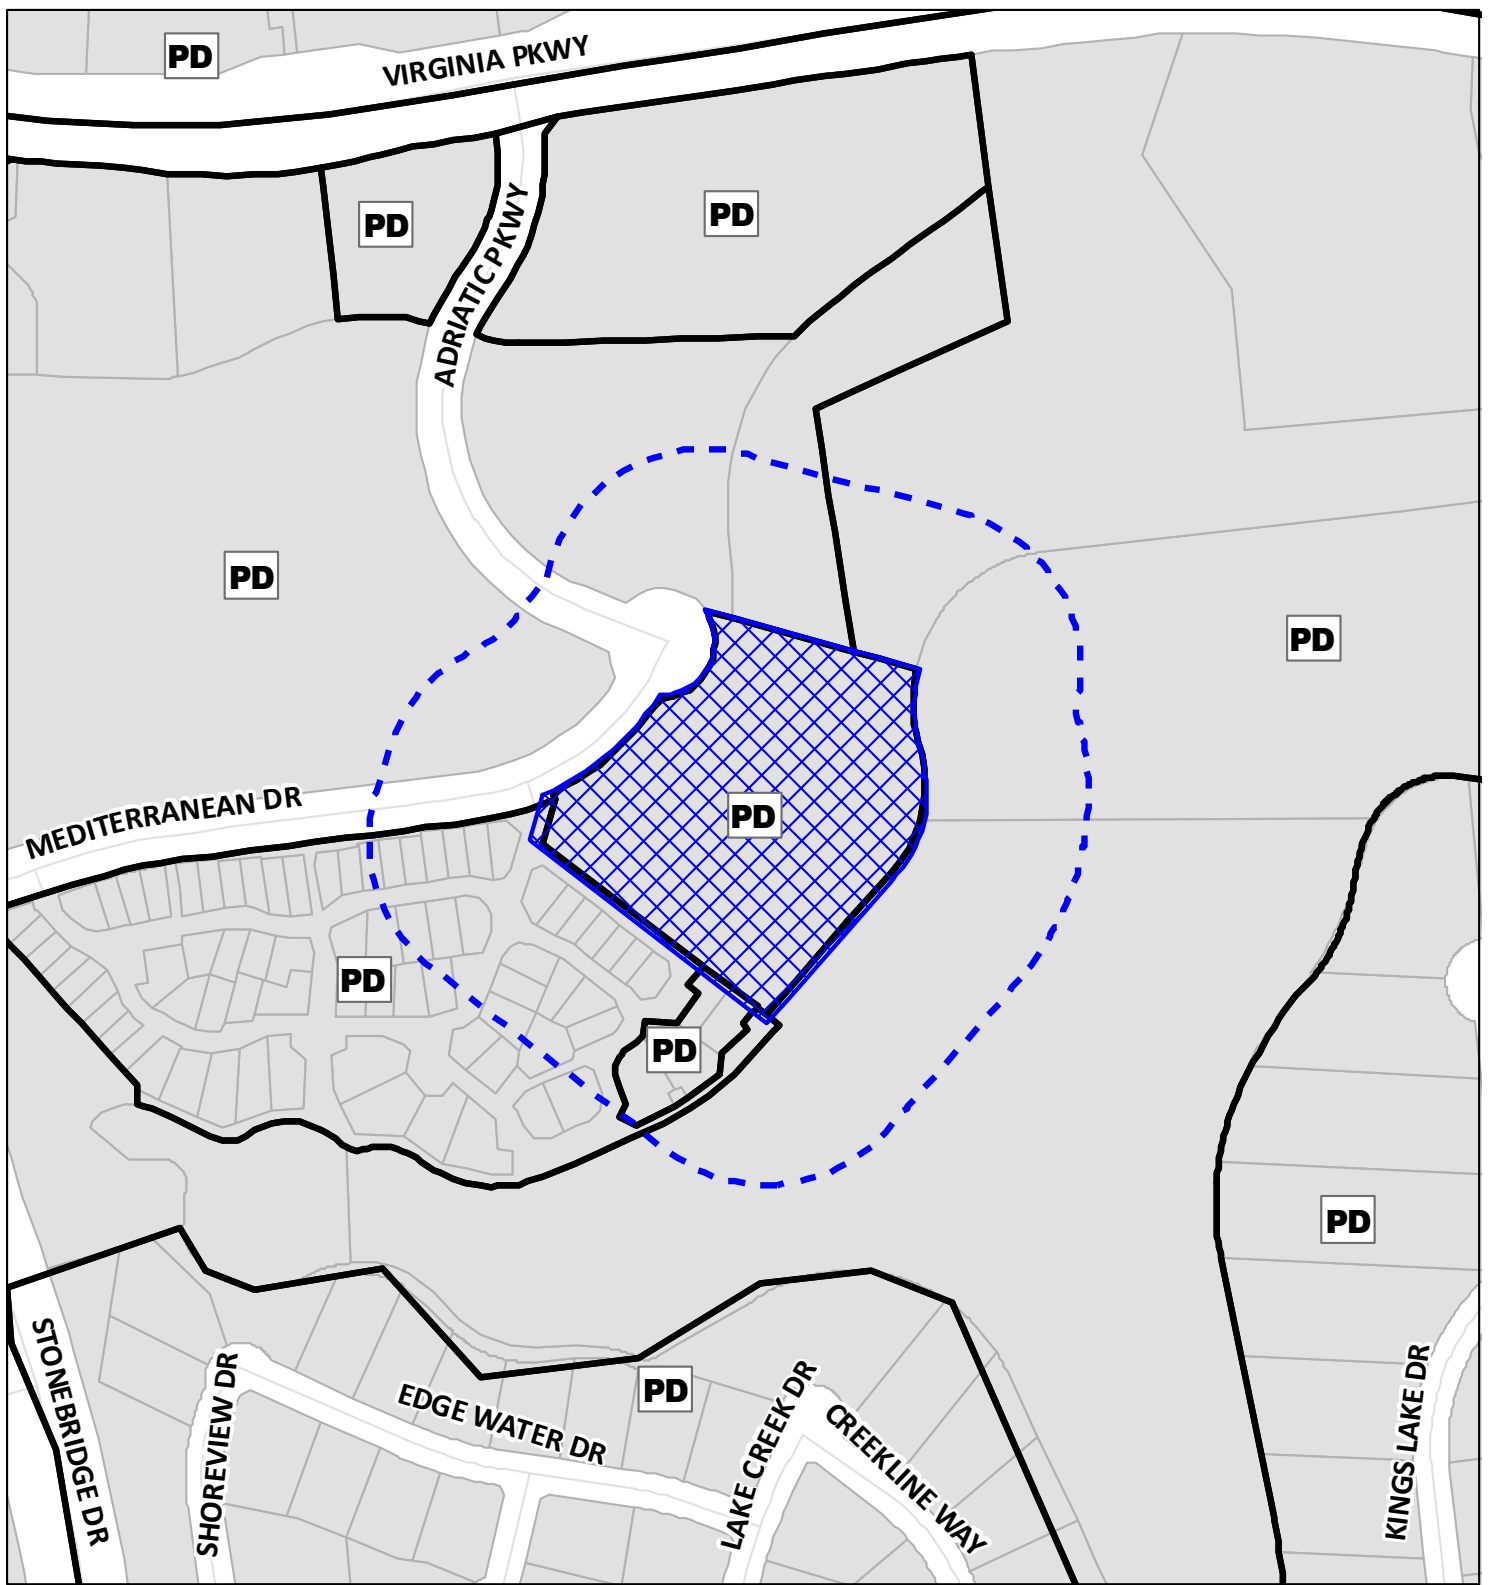 PD
VIRGINIA PKWY
PD
PD
ADRIATIC PKWY
PD
PD
MEDITERRANEAN DR
PD
PD
PD
PD
STONEBRIDGE DR
SHOREVIEW DR
EDGE WATER DR
PD
LAKE CREEK DR
CREEKLINE WAY
KINGS LAKE DR